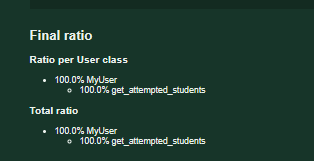 Final ratio
Ratio per User class
100.0% MyUser
100.0% get_attempted_students
Total ratio
100.0% MyUser
100.0% get_attempted_students